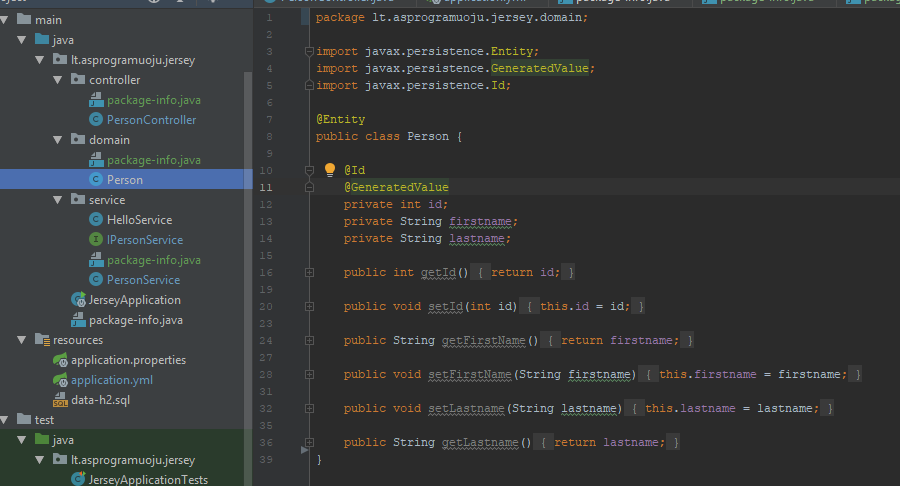 main
java
lt.asprogramuoju.jersey
controller
package-info.java
PersonController
domain
package-info.java
Person
service
HelloService
IPersonService
package-info.java
PersonService
JerseyApplication
package-info.java
resources
application.properties
application.yml
data-h2.sql
test
java
lt.asprogramuoju.jersey
JerseyApplicationTests
1 package lt.asprogramuoju.jersey.domain;
2
3 import javax.persistence.Entity;
4 import javax.persistence.GeneratedValue;
5 import javax.persistence.Id;
6
7 @Entity
8 public class Person {
9
10 @Id
11 @GeneratedValue
12 private int id;
13 private String firstname;
14 private String lastname;
15
16 public int getId() { return id; }
19
20 public void setId(int id) { this.id = id; }
23
24 public String getFirstName() { return firstname; }
27
28 public void setFirstName(String firstname) { this.firstname = firstname; }
31
32 public void setLastname(String lastname) { this.lastname = lastname; }
35
36 public String getLastname() { return lastname; }
39 }